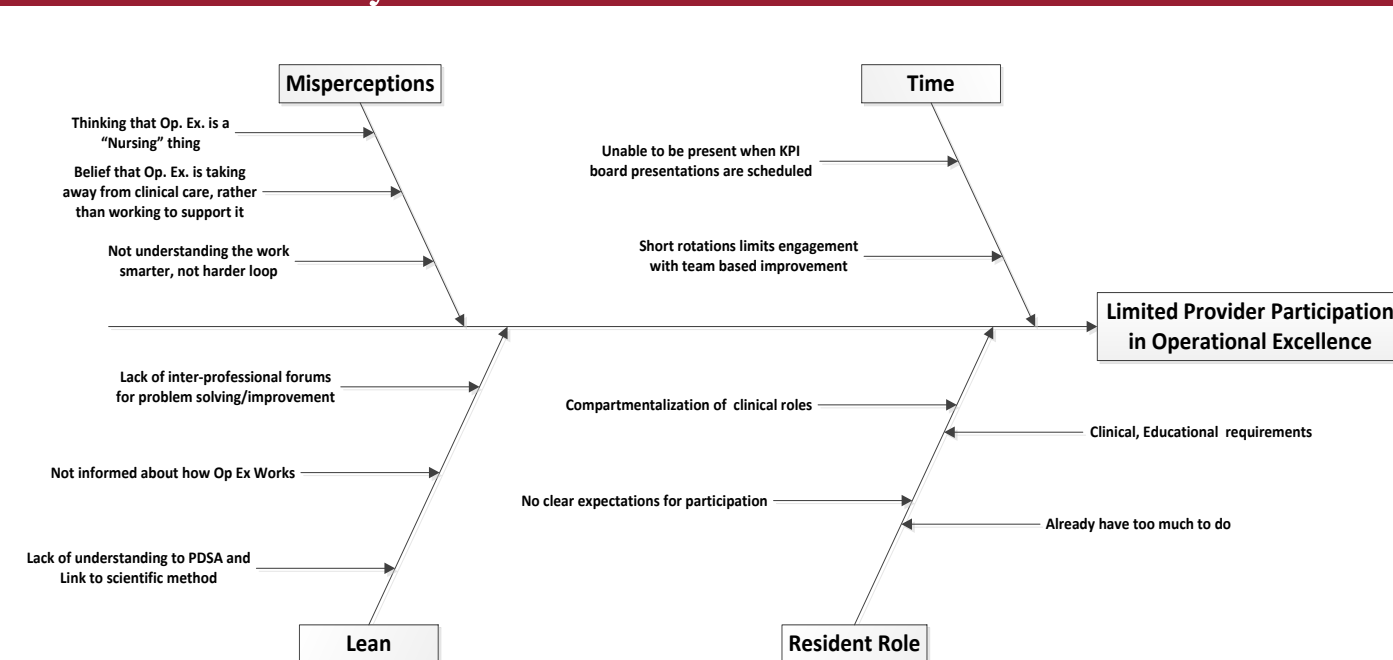 Misperceptions
Time
Thinking that Op. Ex. is a
“Nursing” thing
Belief that Op. Ex. is taking
away from clinical care, rather
than working to support it
Not understanding the work
smarter, not harder loop
Unable to be present when KPI
board presentations are scheduled
Short rotations limits engagement
with team based improvement
Limited Provider Participation
in Operational Excellence
Lack of inter-professional forums
for problem solving/improvement
Not informed about how Op Ex Works
Lack of understanding to PDSA and
Link to scientific method
Compartmentalization of clinical roles
Clinical, Educational requirements
No clear expectations for participation
Already have too much to do
Lean
Resident Role